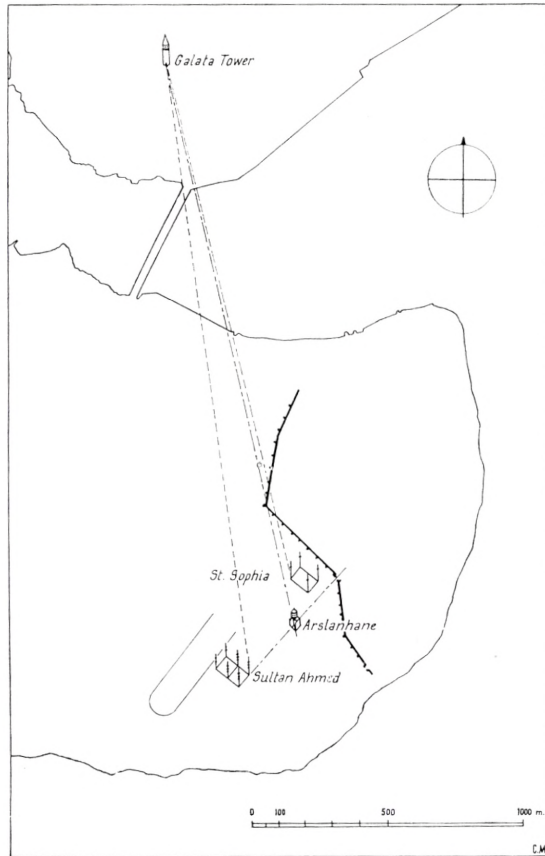 Galata Tower
St. Sophia
Arslanhane
Sultan Ahmed
0 100 500 1000 m.
C.M